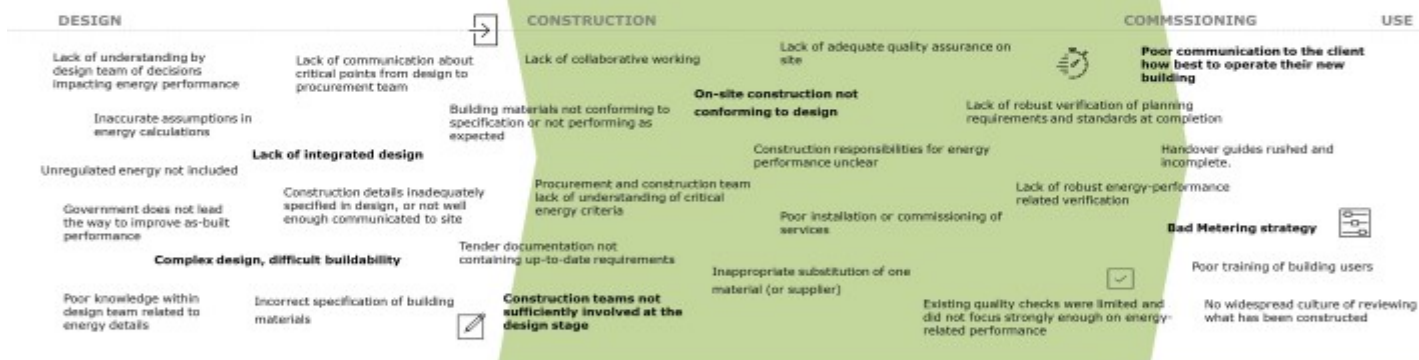 DESIGN
CONSTRUCTION
COMMSSIONING
USE
Lack of understanding by
design team of decisions
impacting energy performance
Lack of communication about
critical points from design to
procurement team
Lack of collaborative working
Lack of adequate quality assurance on
site
Poor communication to the client
how best to operate their new
building
Inaccurate assumptions in
energy calculations
Building materials not conforming to
specification or not performing as
expected
On-site construction not
conforming to design
Lack of robust verification of planning
requirements and standards at completion
Lack of integrated design
Unregulated energy not included
Construction responsibilities for energy
performance unclear
Handover guides rushed and
incomplete.
Government does not lead
the way to improve as-built
performance
Construction details inadequately
specified in design, or not well
enough communicated to site
Procurement and construction team
lack of understanding of critical
energy criteria
Poor installation or commissioning of
services
Lack of robust energy-performance
related verification
Bad Metering strategy
Complex design, difficult buildability
Tender documentation not
containing up-to-date requirements
Inappropriate substitution of one
material (or supplier)
Poor training of building users
Poor knowledge within
design team related to
energy details
Incorrect specification of building
materials
Construction teams not
sufficiently involved at the
design stage
Existing quality checks were limited and
did not focus strongly enough on energy-
related performance
No widespread culture of reviewing
what has been constructed